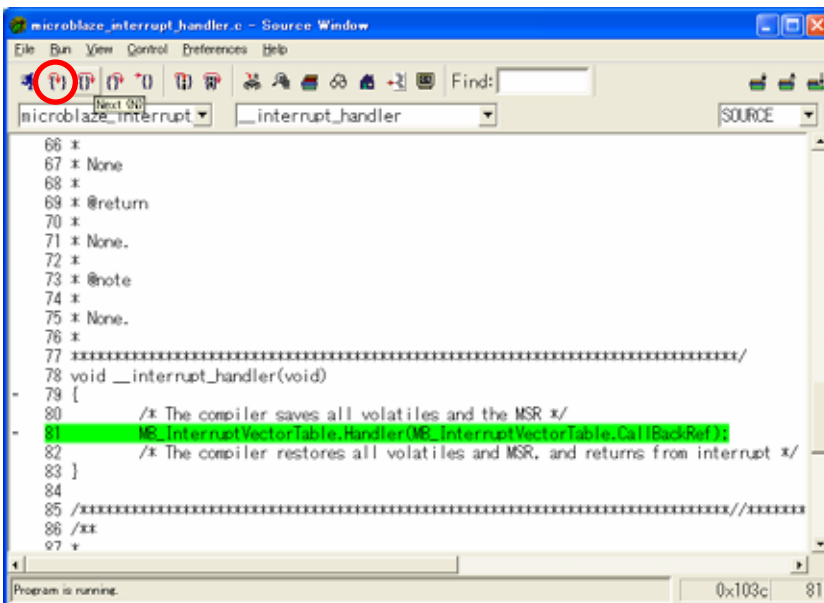 microblaze_interrupt_handler.c - Source Window
File Run View Control Preferences Help
Find:
Next (N)
microblaze_interrupt_ __interrupt_handler SOURCE
66 *
67 * None
68 *
69 * @return
70 *
71 * None.
72 *
73 * @note
74 *
75 * None.
76 *
77 ******************************************************************************/
78 void __interrupt_handler(void)
- 79 {
80 /* The compiler saves all volatiles and the MSR */
- 81 MB_InterruptVectorTable.Handler(MB_InterruptVectorTable.CallBackRef);
82 /* The compiler restores all volatiles and MSR, and returns from interrupt */
83 }
84
85 /*****************************************************************************//*******
86 /**
87 *
Program is running. 0x103c 81